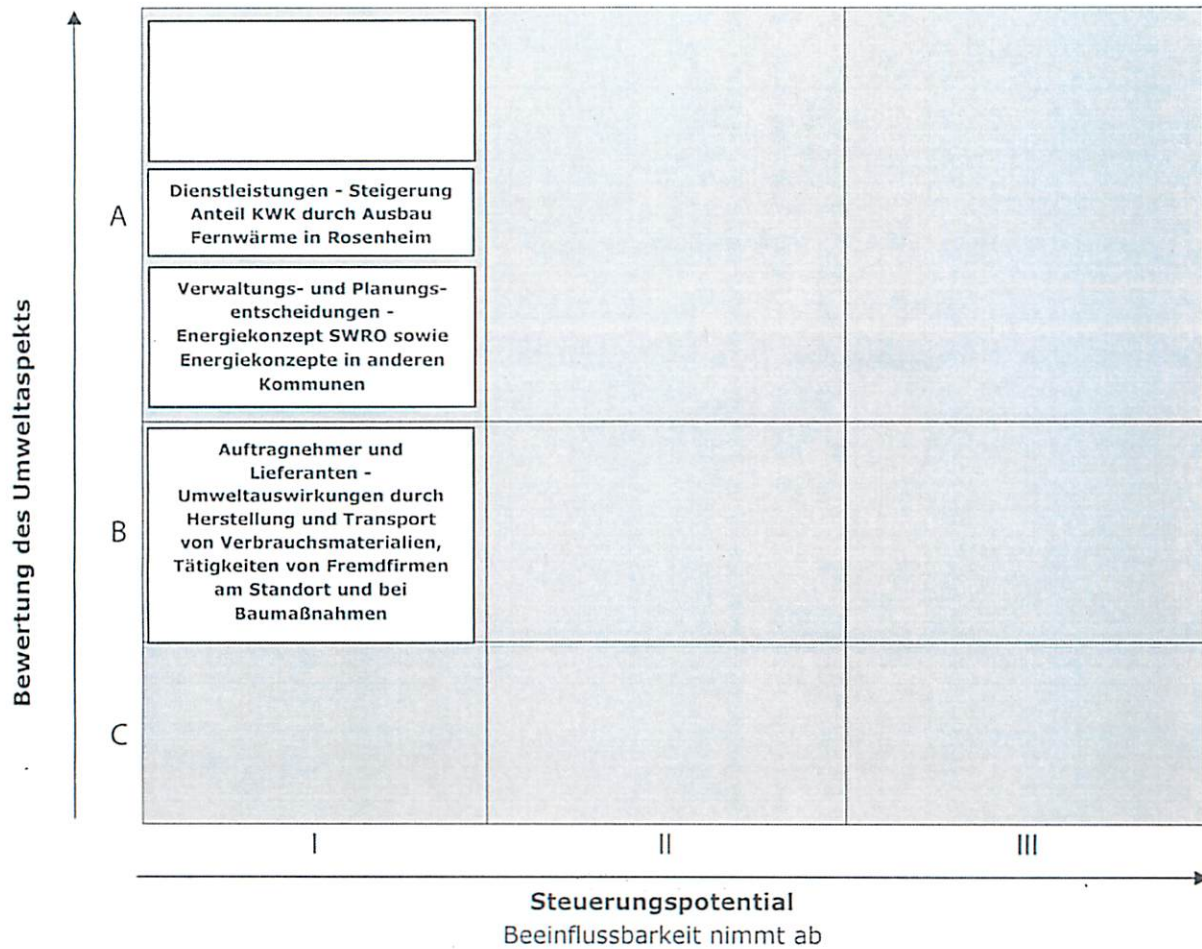 Dienstleistungen - Steigerung
Anteil KWK durch Ausbau
Fernwärme in Rosenheim
A
Verwaltungs- und Planungs-
entscheidungen -
Energiekonzept SWRO sowie
Energiekonzepte in anderen
Kommunen
Auftragnehmer und
Lieferanten -
Umweltauswirkungen durch
Herstellung und Transport
von Verbrauchsmaterialien,
Tätigkeiten von Fremdfirmen
am Standort und bei
Baumaßnahmen
B
C
Bewertung des Umweltaspekts
I
II
III
Steuerungspotential
Beeinflussbarkeit nimmt ab